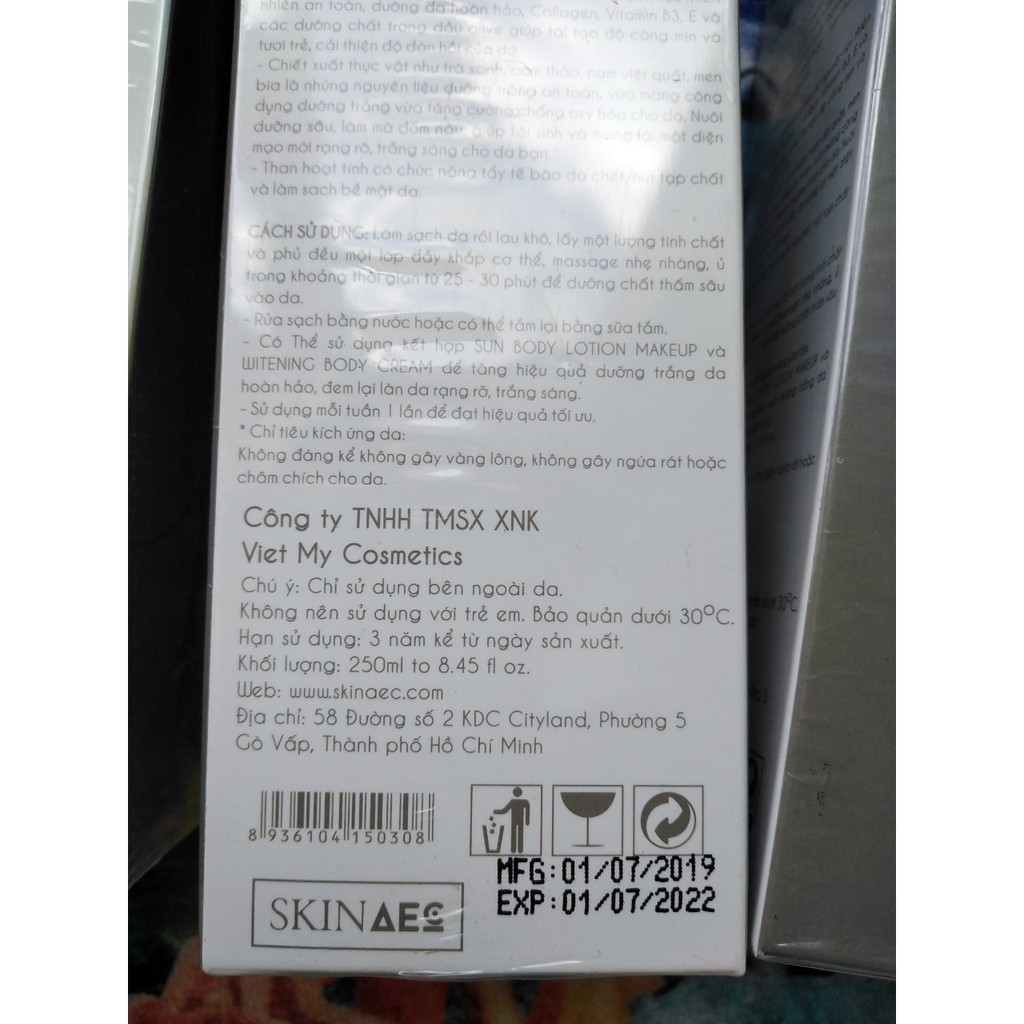 nhiên an toàn, dưỡng da hoàn hảo, Collagen, Vitamin B3, E và
các dưỡng chất trong dầu olive giúp tái tạo độ căng mịn và
tươi trẻ, cải thiện độ đàn hồi của da.
- Chiết xuất thực vật như trà xanh, cam thảo, nam việt quất, men
bia là những nguyên liệu dưỡng trắng an toàn, vừa mang công
dụng dưỡng trắng vừa tăng cường chống oxy hóa cho da, Nuôi
dưỡng sâu, làm mờ đốm nâu, giúp tái sinh và mang lại một diện
mạo mới rạng rỡ, trắng sáng cho da bạn.
- Than hoạt tính có chức năng tẩy tế bào da chết, hút tạp chất
và làm sạch bề mặt da.
CÁCH SỬ DỤNG: Làm sạch da rồi lau khô, lấy một lượng tinh chất
và phủ đều một lớp dầy khắp cơ thể, massage nhẹ nhàng, ủ
trong khoảng thời gian từ 25 - 30 phút để dưỡng chất thấm sâu
vào da.
- Rửa sạch bằng nước hoặc có thể tắm lại bằng sữa tắm.
- Có Thể sử dụng kết hợp SUN BODY LOTION MAKEUP và
WITENING BODY CREAM để tăng hiệu quả dưỡng trắng da
hoàn hảo, đem lại làn da rạng rỡ, trắng sáng.
- Sử dụng mỗi tuần 1 lần để đạt hiệu quả tối ưu.
* Chỉ tiêu kích ứng da:
Không đáng kể không gây vàng lông, không gây ngứa rát hoặc
châm chích cho da.
Công ty TNHH TMSX XNK
Viet My Cosmetics
Chú ý: Chỉ sử dụng bên ngoài da.
Không nên sử dụng với trẻ em. Bảo quản dưới 30°C.
Hạn sử dụng: 3 năm kể từ ngày sản xuất.
Khối lượng: 250ml to 8.45 fl oz.
Web: www.skinaec.com
Địa chỉ: 58 Đường số 2 KDC Cityland, Phường 5
Gò Vấp, Thành phố Hồ Chí Minh
8 936104 150308
MFG:01/07/2019
EXP:01/07/2022
SKINAEC